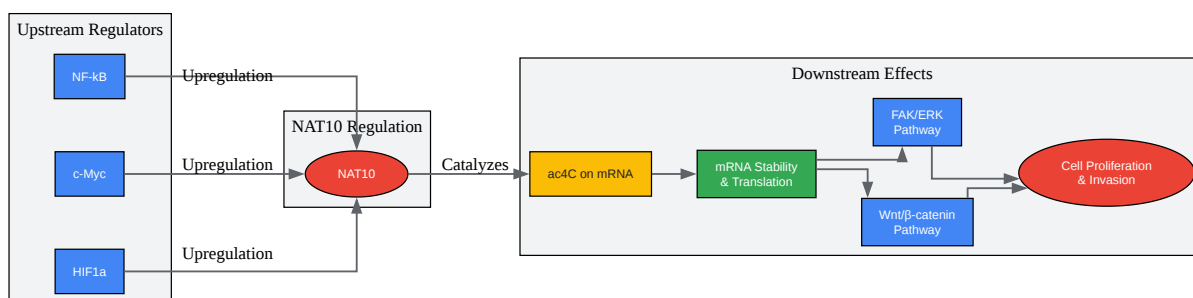 Upstream Regulators
NF-kB
c-Myc
HIF1a
Upregulation
Upregulation
Upregulation
NAT10 Regulation
NAT10
Catalyzes
Downstream Effects
ac4C on mRNA
mRNA Stability
& Translation
FAK/ERK
Pathway
Wnt/β-catenin
Pathway
Cell Proliferation
& Invasion